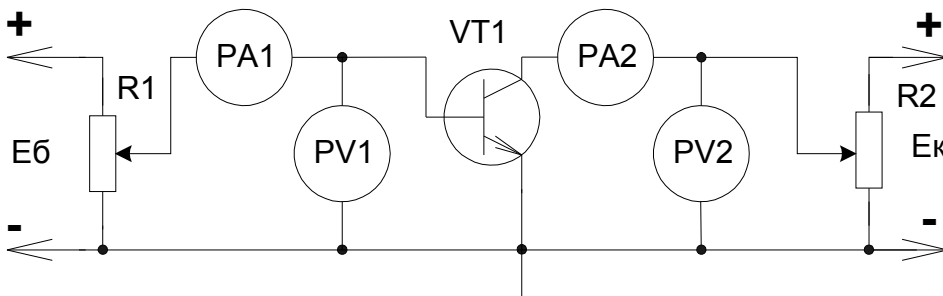 + VT1 +
PA1 PA2
R1 R2
Eб PV1 PV2 Eк
- -